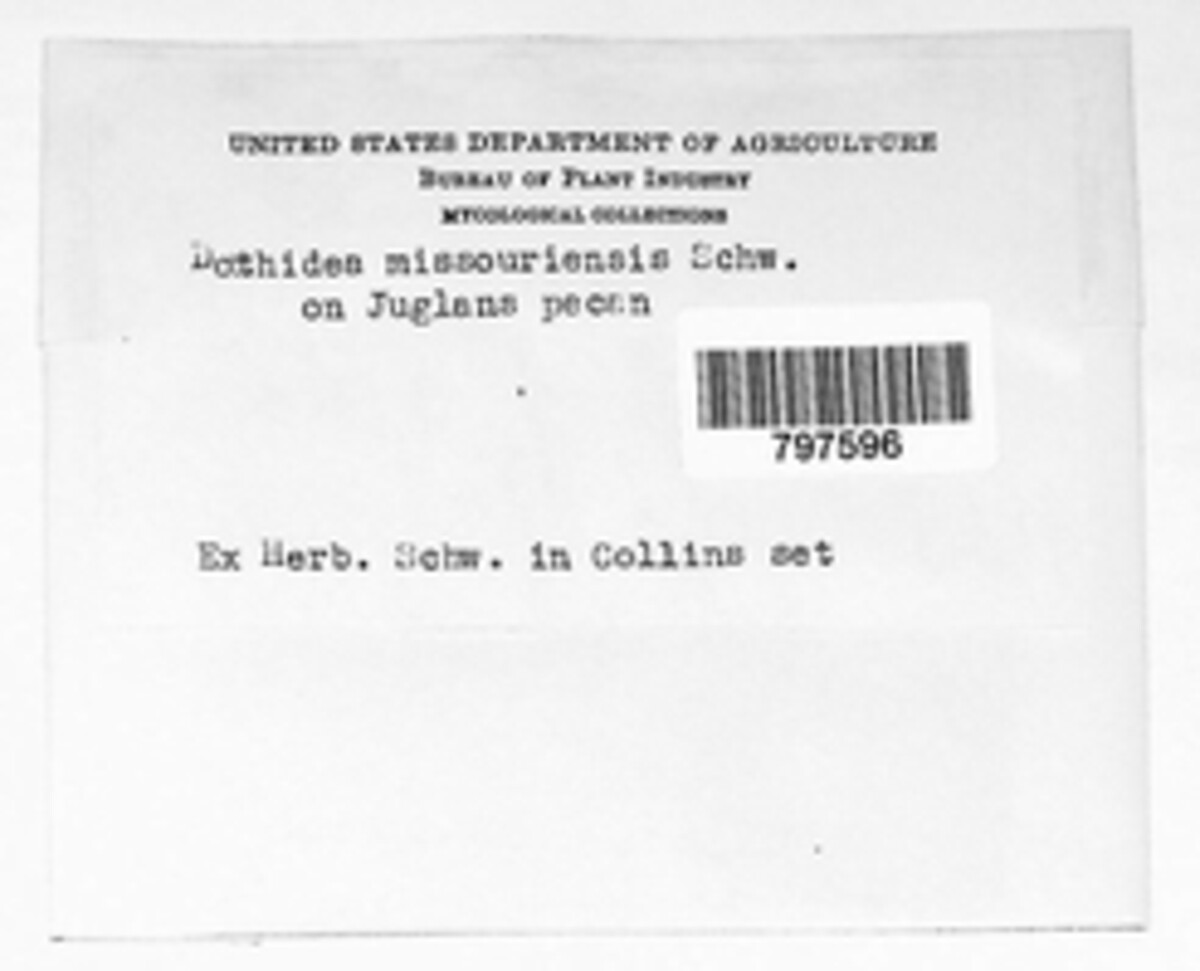 UNITED STATES DEPARTMENT OF AGRICULTURE
BUREAU OF PLANT INDUSTRY
MYCOLOGICAL COLLECTIONS
Dothidea missouriensis Schw.
on Juglans pecan
797596
Ex Herb. Schw. in Collins set